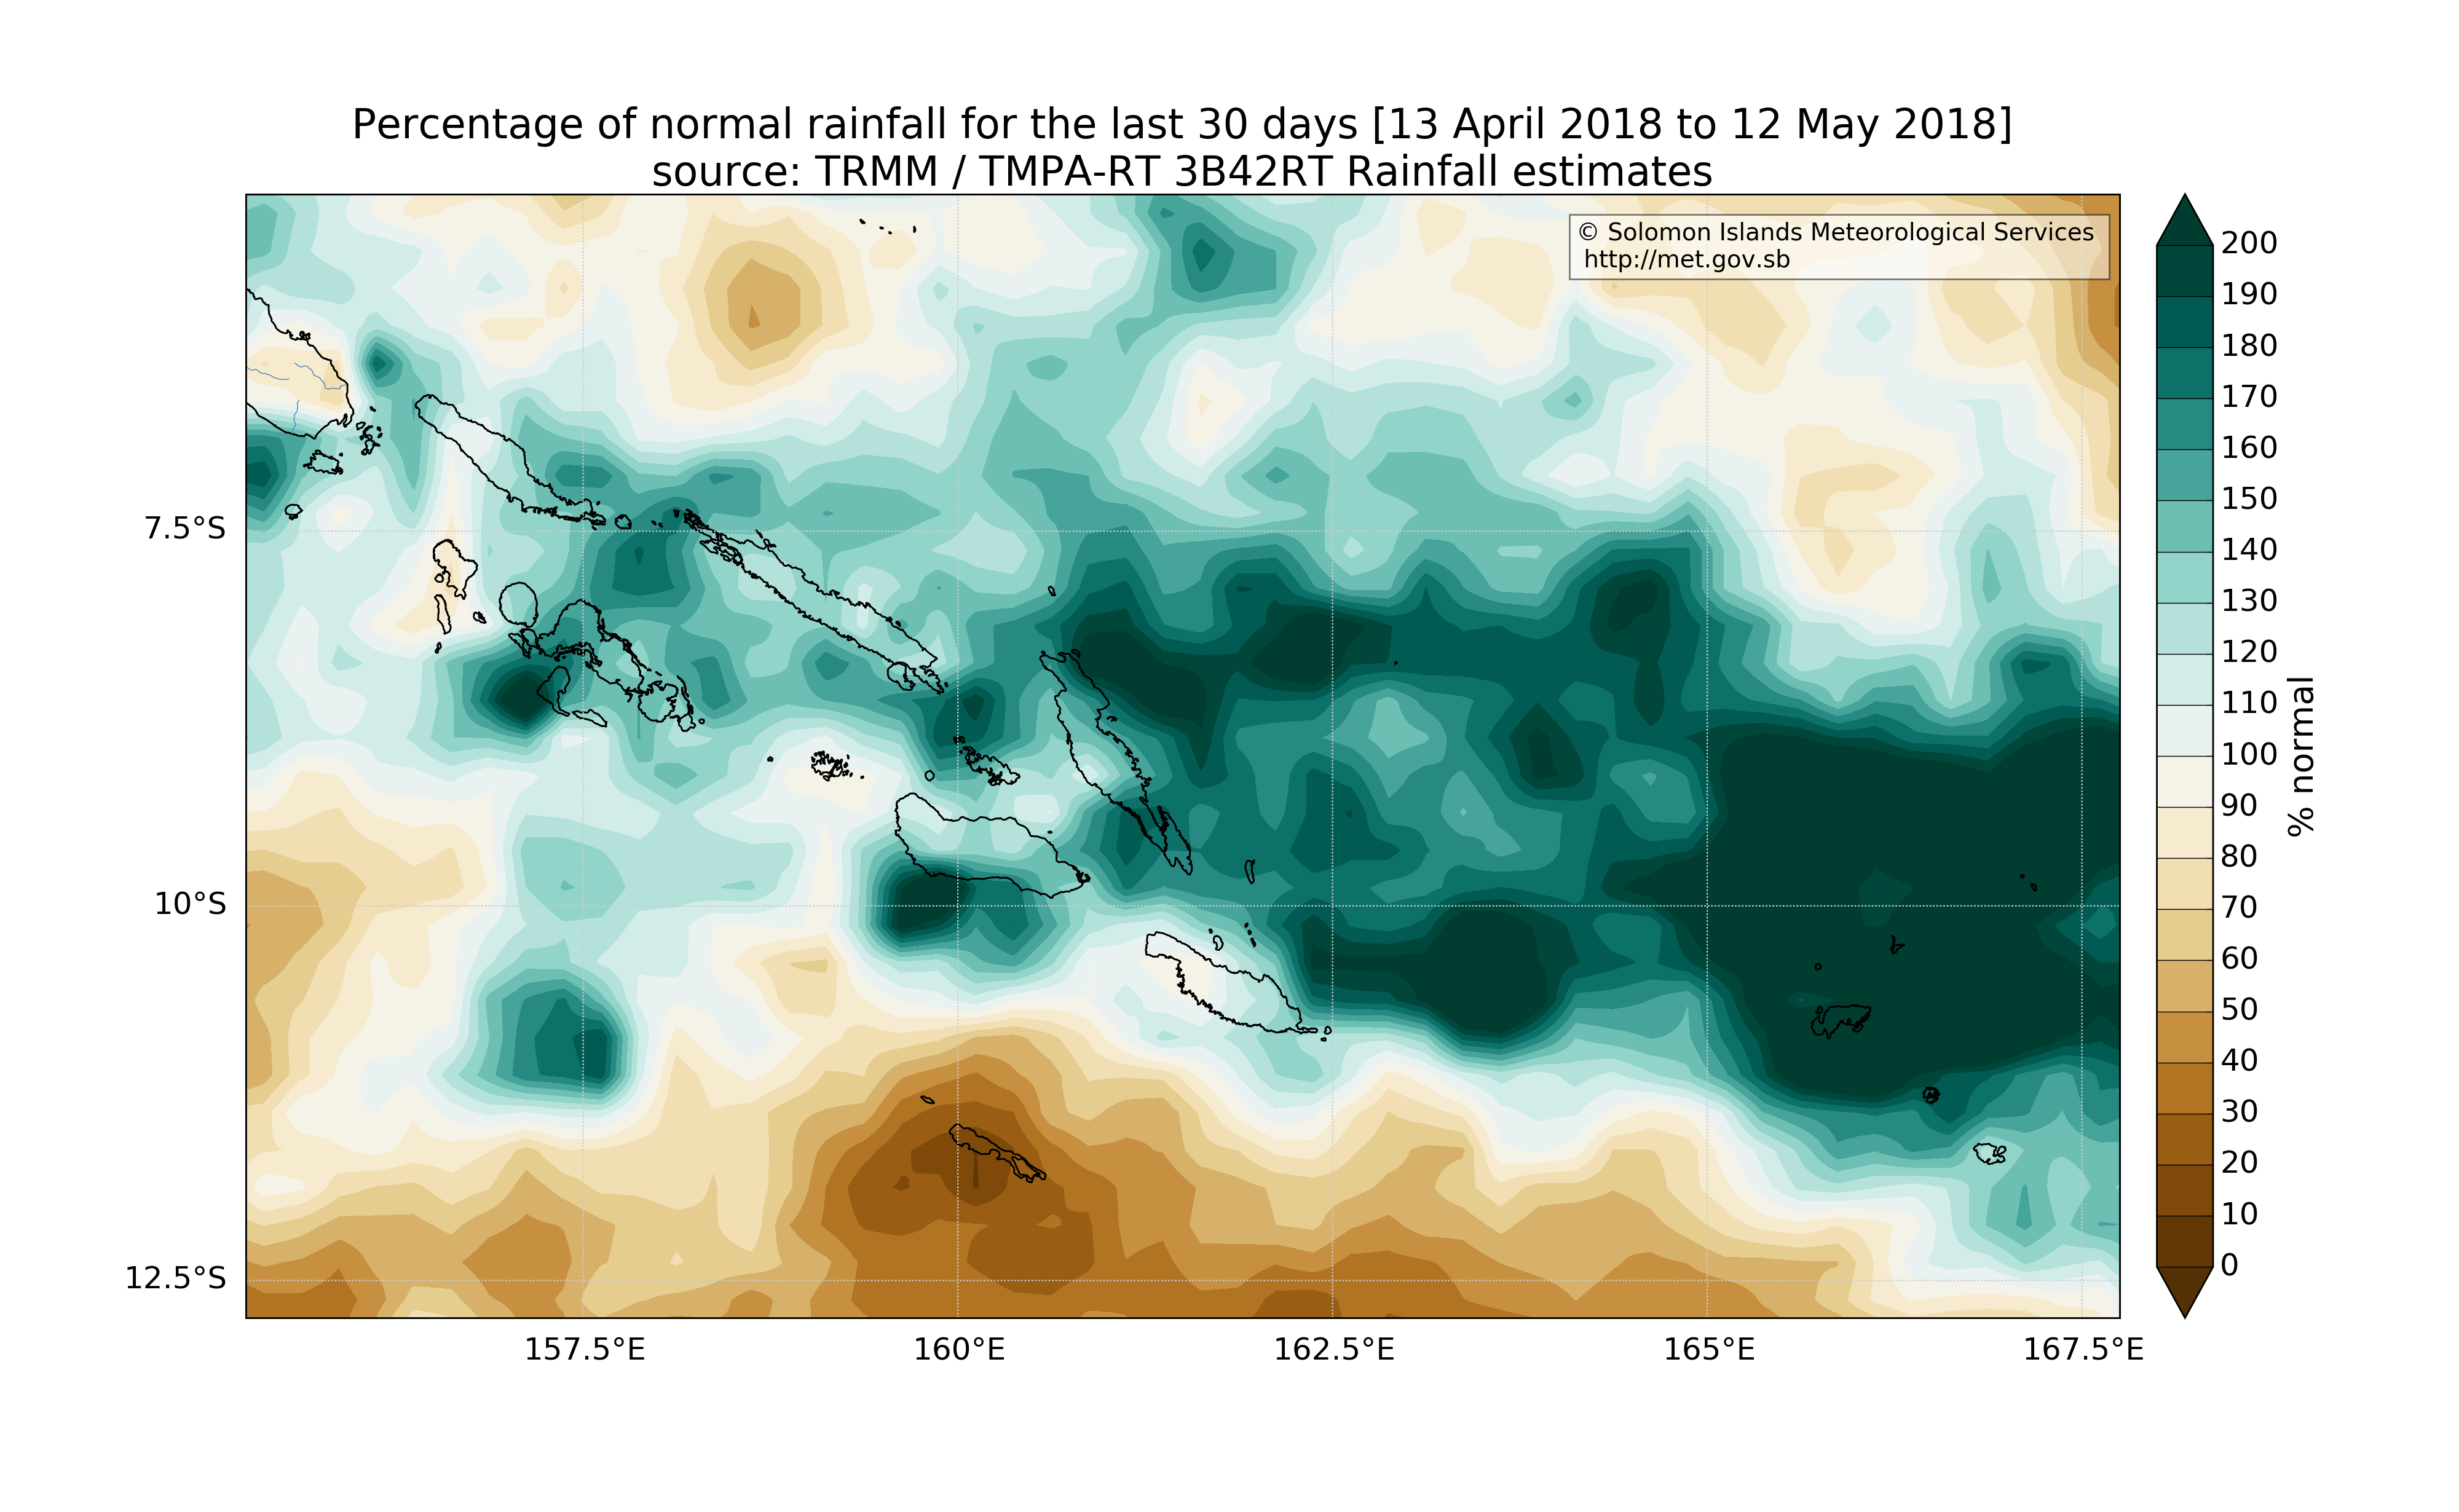 Percentage of normal rainfall for the last 30 days [13 April 2018 to 12 May 2018]
source: TRMM / TMPA-RT 3B42RT Rainfall estimates
© Solomon Islands Meteorological Services
http://met.gov.sb
7.5°S
10°S
12.5°S
157.5°E
160°E
162.5°E
165°E
167.5°E
200
190
180
170
160
150
140
130
120
110
100
90
80
70
60
50
40
30
20
10
0
% normal